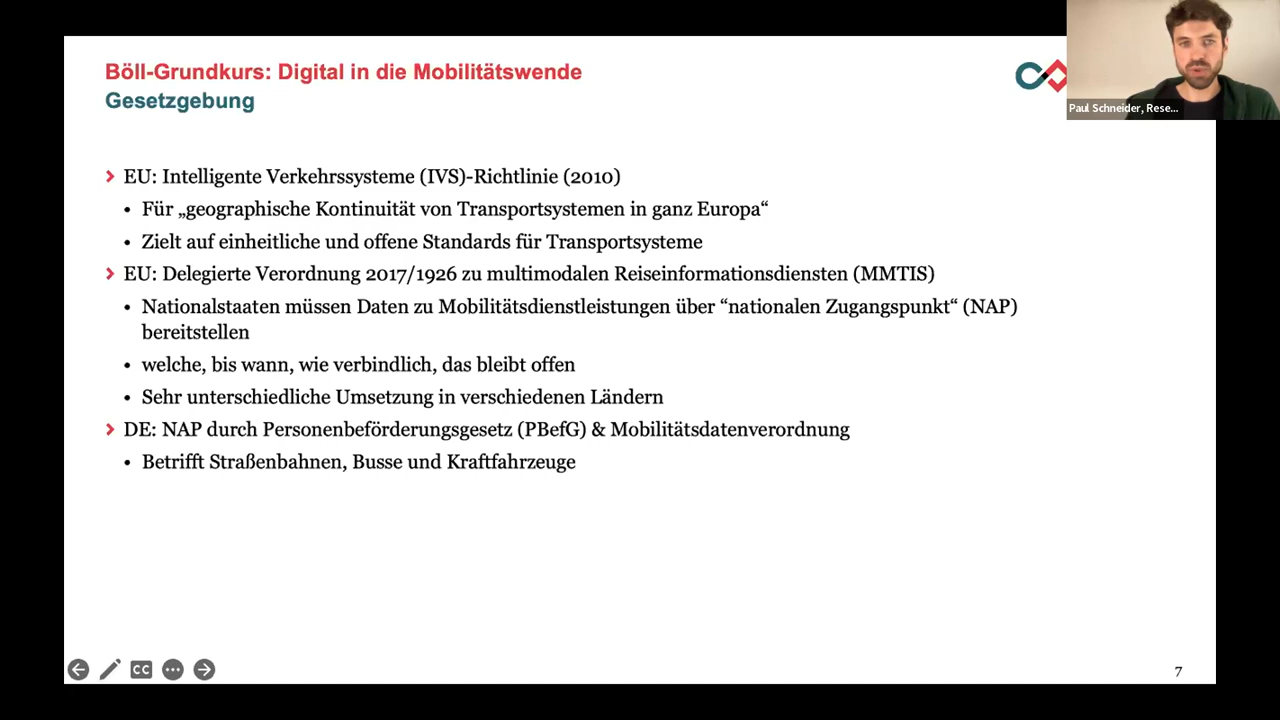 Böll-Grundkurs: Digital in die Mobilitätswende
Gesetzgebung
Paul Schneider, Rese...
EU: Intelligente Verkehrssysteme (IVS)-Richtlinie (2010)
Für „geographische Kontinuität von Transportsystemen in ganz Europa“
Zielt auf einheitliche und offene Standards für Transportsysteme
EU: Delegierte Verordnung 2017/1926 zu multimodalen Reiseinformationsdiensten (MMTIS)
Nationalstaaten müssen Daten zu Mobilitätsdienstleistungen über “nationalen Zugangspunkt“ (NAP)
bereitstellen
welche, bis wann, wie verbindlich, das bleibt offen
Sehr unterschiedliche Umsetzung in verschiedenen Ländern
DE: NAP durch Personenbeförderungsgesetz (PBefG) & Mobilitätsdatenverordnung
Betrifft Straßenbahnen, Busse und Kraftfahrzeuge
CC
7